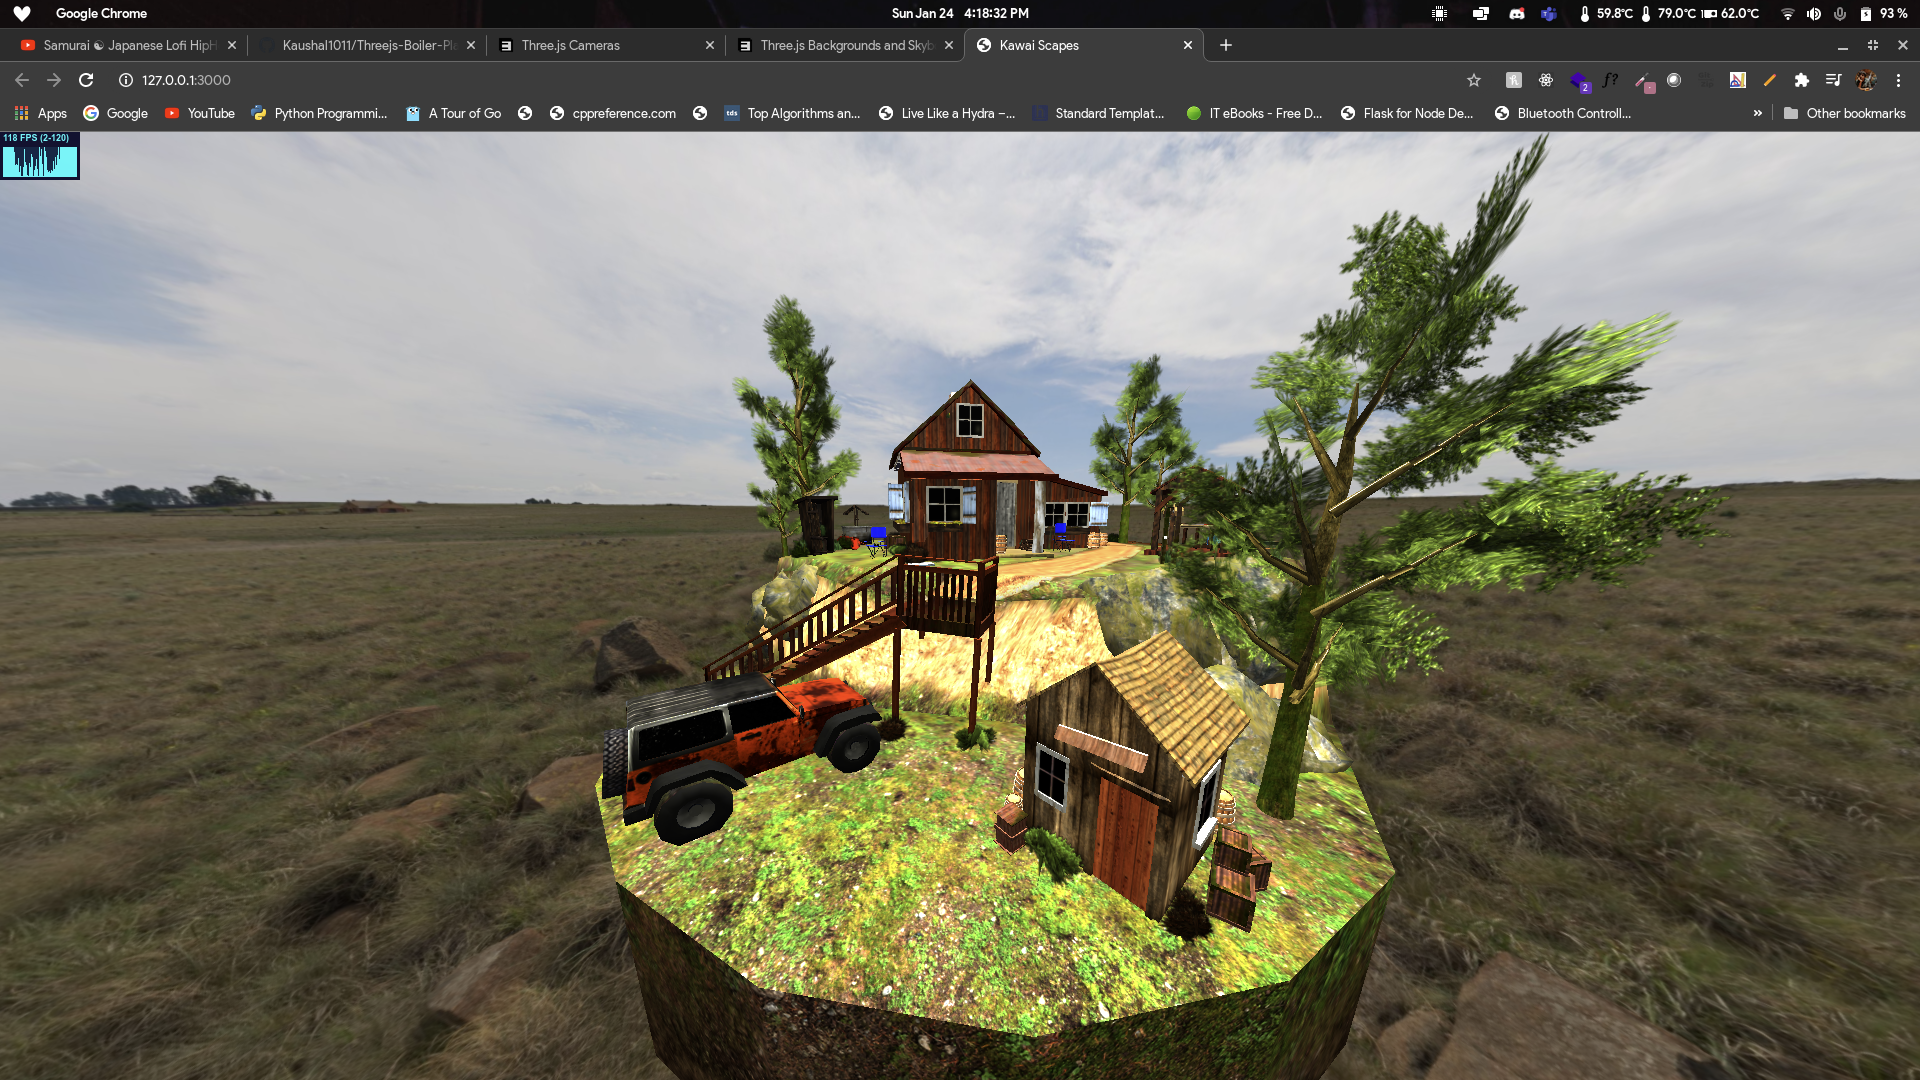 Google Chrome
Sun Jan 24 4:18:32 PM
59.8°C 79.0°C 62.0°C 93 %
Samurai ☯ Japanese Lofi HipH
Kaushal1011/Threejs-Boiler-Pla
Three.js Cameras
Three.js Backgrounds and Skyb
Kawai Scapes
127.0.0.1:3000
f?
2
Apps Google YouTube Python Programmi... A Tour of Go cppreference.com tds Top Algorithms an... Live Like a Hydra –... Standard Templat... IT eBooks - Free D... Flask for Node De... Bluetooth Controll... » Other bookmarks
118 FPS (2-120)